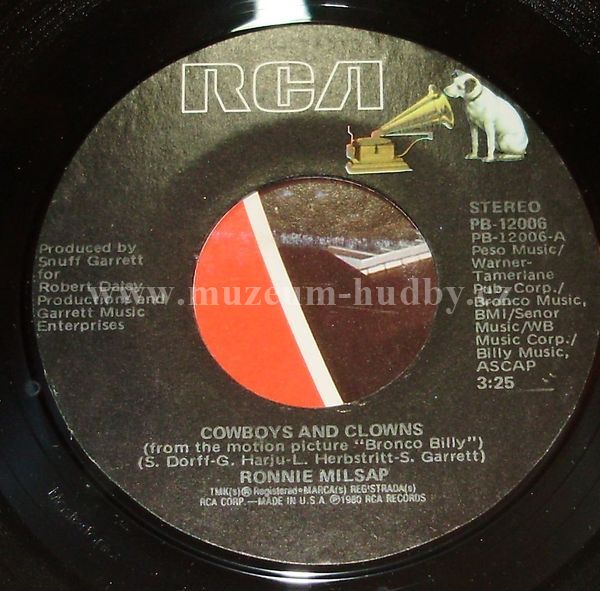 RCA
STEREO
PB-12006
PB-12006-A
Peso Music/
Warner-
Tamerlane
Pub. Corp./
Bronco Music,
BMI/Senor
Music/WB
Music Corp./
Billy Music,
ASCAP
3:25
Produced by
Snuff Garrett
for
Robert Daley
Productions and
Garrett Music
Enterprises
www.muzeum-hudby.cz
COWBOYS AND CLOWNS
(from the motion picture "Bronco Billy")
(S. Dorff-G. Harju-L. Herbstritt-S. Garrett)
RONNIE MILSAP
TMK(s) ® Registered • MARCA(s) REG'STRADA(s)
RCA CORP.—MADE IN U.S.A. ℗1980 RCA RECORDS